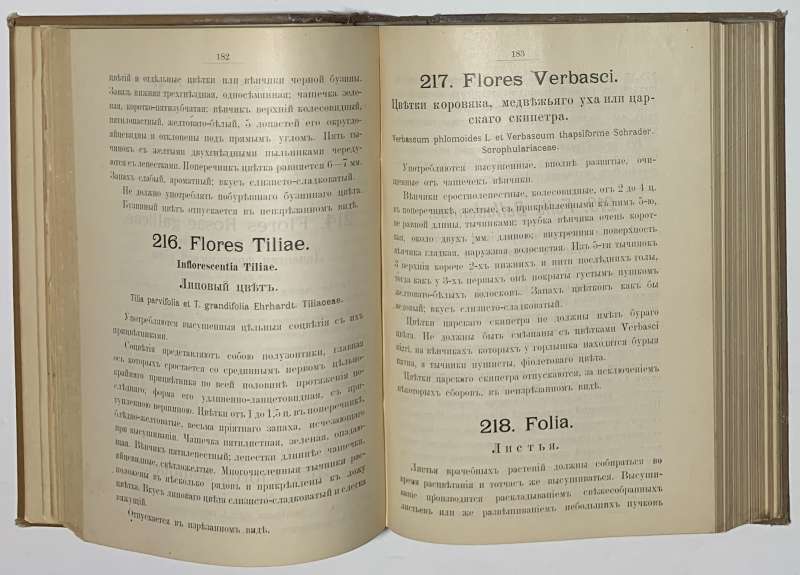 182
цвѣтій и отдѣльные цвѣтки или вѣнчики черной бузины.
Завязь нижняя трехгнѣздная, односѣмянная; чашечка зеле-
ная, коротко-пятизубчатая; вѣнчикъ верхній колесовидный,
пятилопастный, желтовато-бѣлый, 5 лопастей его округло-
яйцевидны и отклонены подъ прямымъ угломъ. Пять ты-
чинокъ съ желтыми двухгнѣздными пыльниками череду-
ются съ лепестками. Поперечникъ цвѣтка равняется 6—7 мм.
Запахъ слабый, ароматный; вкусъ слизисто-сладковатый.
Не должно употреблять побурѣвшаго бузиннаго цвѣта.
Бузинный цвѣтъ отпускается въ неизрѣзанномъ видѣ.
216. Flores Tiliae.
Inflorescentia Tiliae.
Липовый цвѣтъ.
Tilia parvifolia et T. grandifolia Ehrhardt. Tiliaceae.
Употребляются высушенныя цѣльныя соцвѣтія съ ихъ
прицвѣтниками.
Соцвѣтія представляютъ собою полузонтики, главная
ось которыхъ сростается со срединнымъ нервомъ цѣльно-
крайняго прицвѣтника по всей половинѣ протяженія по-
слѣдняго, форма его удлиненно-ланцетовидная, съ при-
тупленною вершиною. Цвѣтки отъ 1 до 1,5 ц. въ поперечникѣ,
блѣдно-желтоватые, весьма пріятнаго запаха, исчезающаго
при высушиваніи. Чашечка пятилистная, зеленая, опадаю-
щая. Вѣнчикъ пятилепестный; лепестки длиннѣе чашечки,
яйцевидные, свѣтложелтые. Многочисленныя тычинки рас-
положены въ нѣсколько рядовъ и прикрѣплены къ ложу
цвѣтка. Вкусъ липоваго цвѣта слизисто-сладковатый и слегка
вяжущій.
Отпускается въ изрѣзанномъ видѣ.
183
217. Flores Verbasci.
Цвѣтки коровяка, медвѣжьяго уха или цар-
скаго скипетра.
Verbascum phlomoides L. et Verbascum thapsiforme Schrader.
Scrophulariaceae.
Употребляются высушенные, вполнѣ развитые, очи-
щенные отъ чашечекъ вѣнчики.
Вѣнчики сростнолепестные, колесовидные, отъ 2 до 4 ц.
въ поперечникѣ, желтые, съ прикрѣпленными къ нимъ 5-ю,
не равной длины, тычинками; трубка вѣнчика очень корот-
кая, около двухъ мм. длиною; внутренняя поверхность
вѣнчика гладкая, наружная волосистая. Изъ 5-ти тычинокъ
3 верхнія короче 2-хъ нижнихъ и нити послѣднихъ голы,
тогда какъ у 3-хъ первыхъ онѣ покрыты густымъ пушкомъ
желтовато-бѣлыхъ волосковъ. Запахъ цвѣтковъ какъ бы
медовый; вкусъ слизисто-сладковатый.
Цвѣтки царскаго скипетра не должны имѣть бураго
цвѣта. Не должны быть смѣшаны съ цвѣтками Verbasci
nigri, на вѣнчикахъ которыхъ у горлышка находятся бурыя
пятна, а тычинки пушисты, фіолетоваго цвѣта.
Цвѣтки царскаго скипетра отпускаются, за исключеніемъ
нѣкоторыхъ сборовъ, въ неизрѣзанномъ видѣ.
218. Folia.
Листья.
Листья врачебныхъ растеній должны собираться во
время расцвѣтанія и тотчасъ же высушиваться. Высуши-
ваніе производится раскладываніемъ свѣжесобранныхъ
листьевъ или же развѣшиваніемъ небольшихъ пучковъ